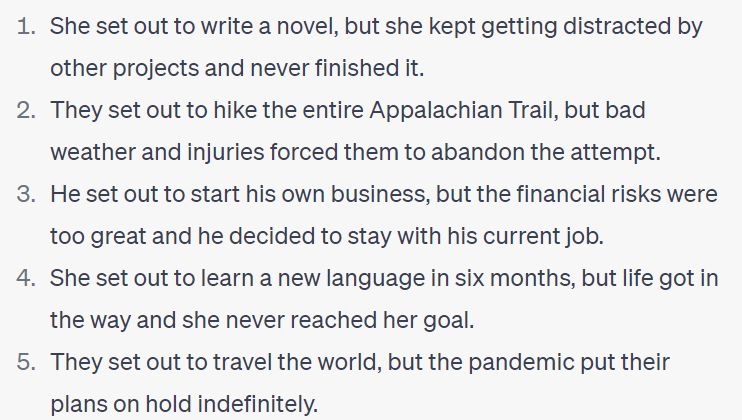 1. She set out to write a novel, but she kept getting distracted by
other projects and never finished it.
2. They set out to hike the entire Appalachian Trail, but bad
weather and injuries forced them to abandon the attempt.
3. He set out to start his own business, but the financial risks were
too great and he decided to stay with his current job.
4. She set out to learn a new language in six months, but life got in
the way and she never reached her goal.
5. They set out to travel the world, but the pandemic put their
plans on hold indefinitely.